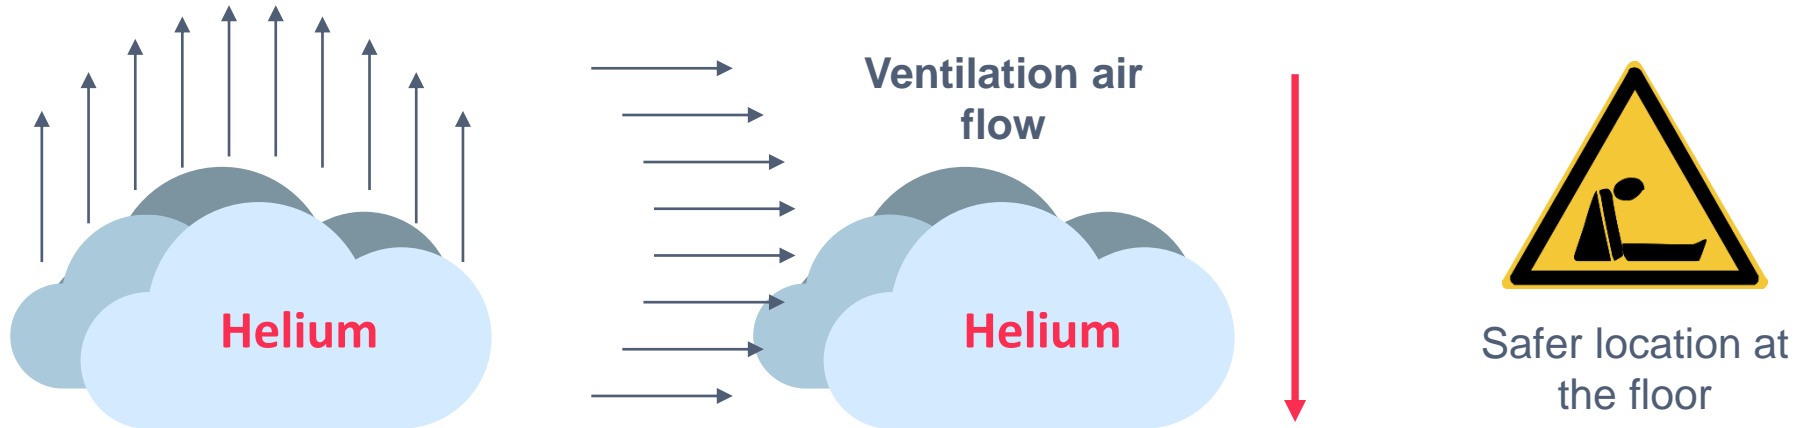 Ventilation air
flow
Helium
Helium
Safer location at
the floor